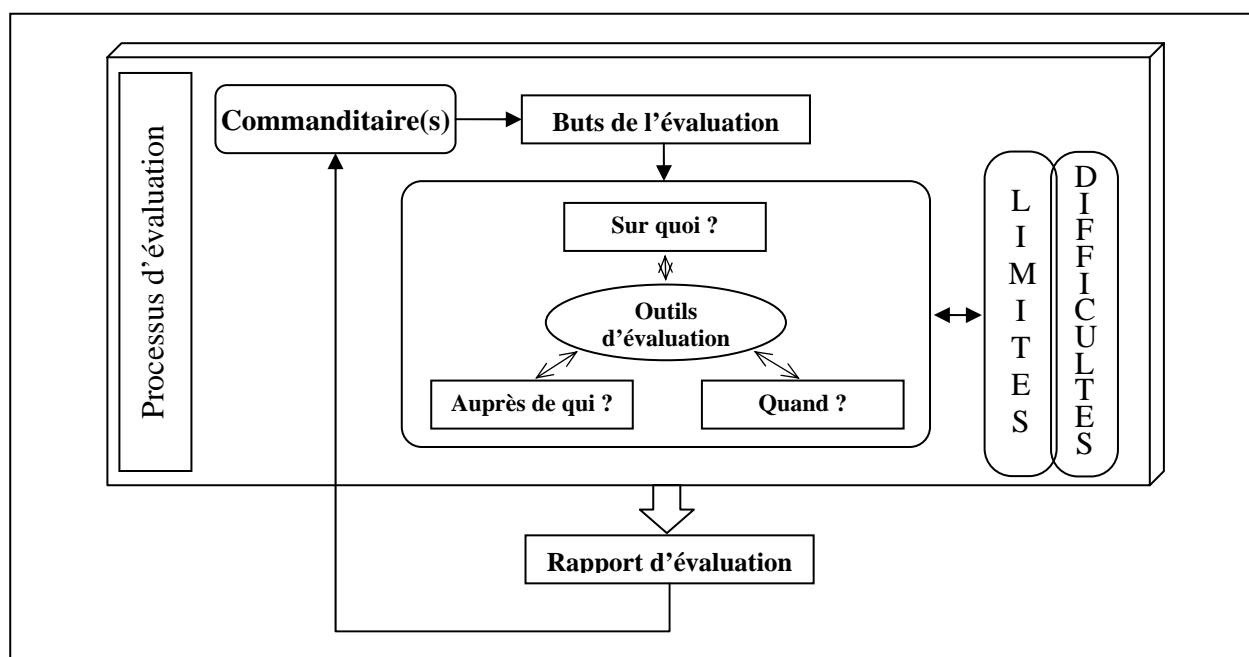 Processus d'évaluation
Commanditaire(s)
Buts de l'évaluation
Sur quoi ?
Outils
d'évaluation
Auprès de qui ?
Quand ?
LIMITES
DIFFICULTES
Rapport d'évaluation